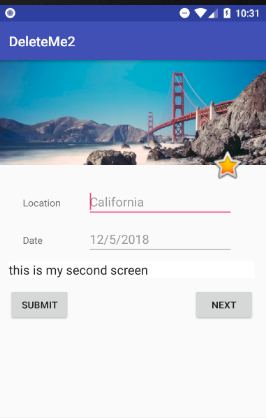 10:31
DeleteMe2
Location California
Date 12/5/2018
this is my second screen
SUBMIT NEXT